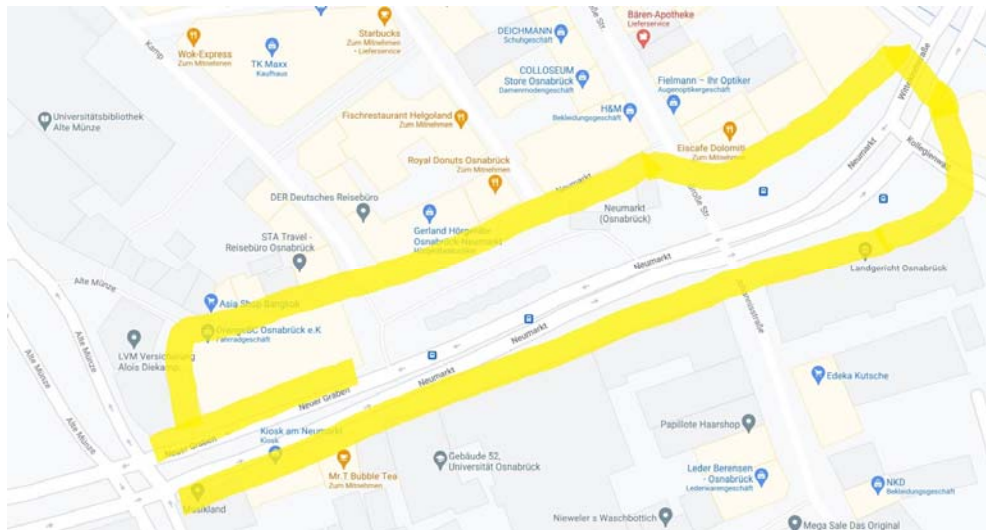 Wok-Express
Zum Mitnehmen
Kamp
TK Maxx
Kaufhaus
Starbucks
Zum Mitnehmen
- Lieferservice
DEICHMANN
Schuhgeschäft
Bären-Apotheke
Lieferservice
COLLOSEUM
Store Osnabrück
Damenmodengeschäft
Fielmann – Ihr Optiker
Augenoptikergeschäft
H&M
Bekleidungsgeschäft
Universitätsbibliothek
Alte Münze
Fischrestaurant Helgoland
Zum Mitnehmen
Eiscafe Dolomiti
Zum Mitnehmen
Royal Donuts Osnabrück
Zum Mitnehmen
Neumarkt
Neumarkt
DER Deutsches Reisebüro
Neumarkt
(Osnabrück)
Gerland Hörgeräte
Osnabrück-Neumarkt
STA Travel -
Reisebüro Osnabrück
Neumarkt
Landgericht Osnabrück
Alte Münze
Asia Shop Bangkok
OrangeBC Osnabrück e.K
Fahrradgeschäft
LVM Versicherung
Alois Diekamp
Neumarkt
Neumarkt
Neuer Graben
Neuer Graben
Alte Münze
Alte Münze
Edeka Kutsche
Kiosk am Neumarkt
Kiosk
Papillote Haarshop
Gebäude 52,
Universität Osnabrück
Mr.T Bubble Tea
Zum Mitnehmen
Leder Berensen
- Osnabrück
Lederwarengeschäft
NKD
Bekleidungsgeschäft
Musikland
Nieweler s Waschbottich
Mega Sale Das Original